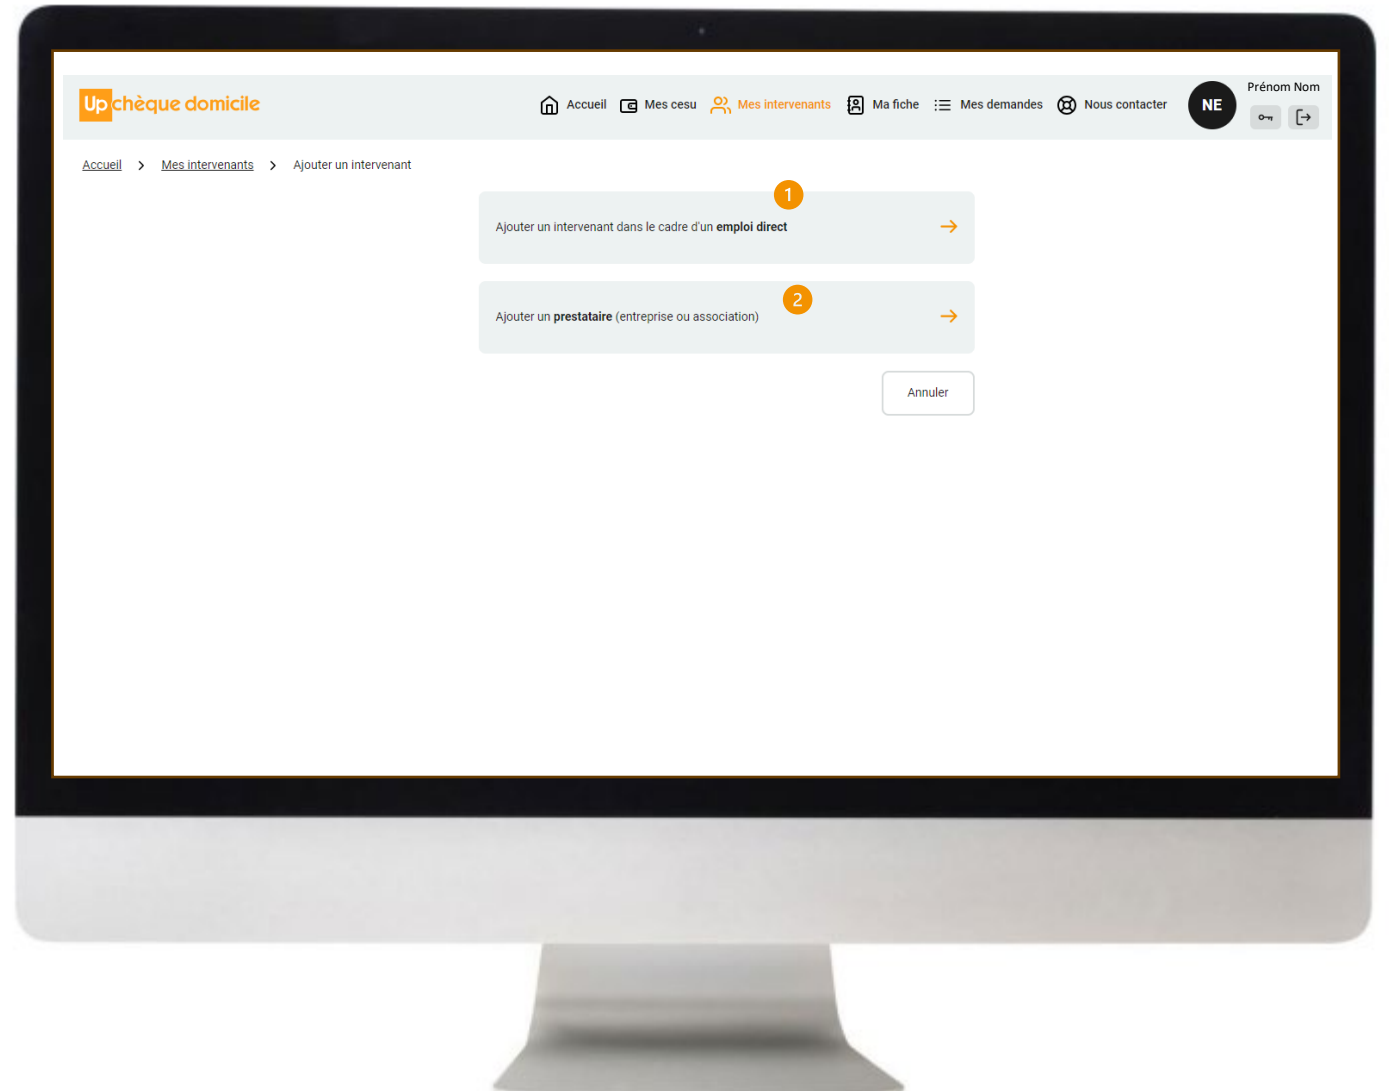 Up chèque domicile
Accueil Mes cesu Mes intervenants Ma fiche Mes demandes Nous contacter NE Prénom Nom
Accueil > Mes intervenants > Ajouter un intervenant
1
Ajouter un intervenant dans le cadre d'un emploi direct
2
Ajouter un prestataire (entreprise ou association)
Annuler